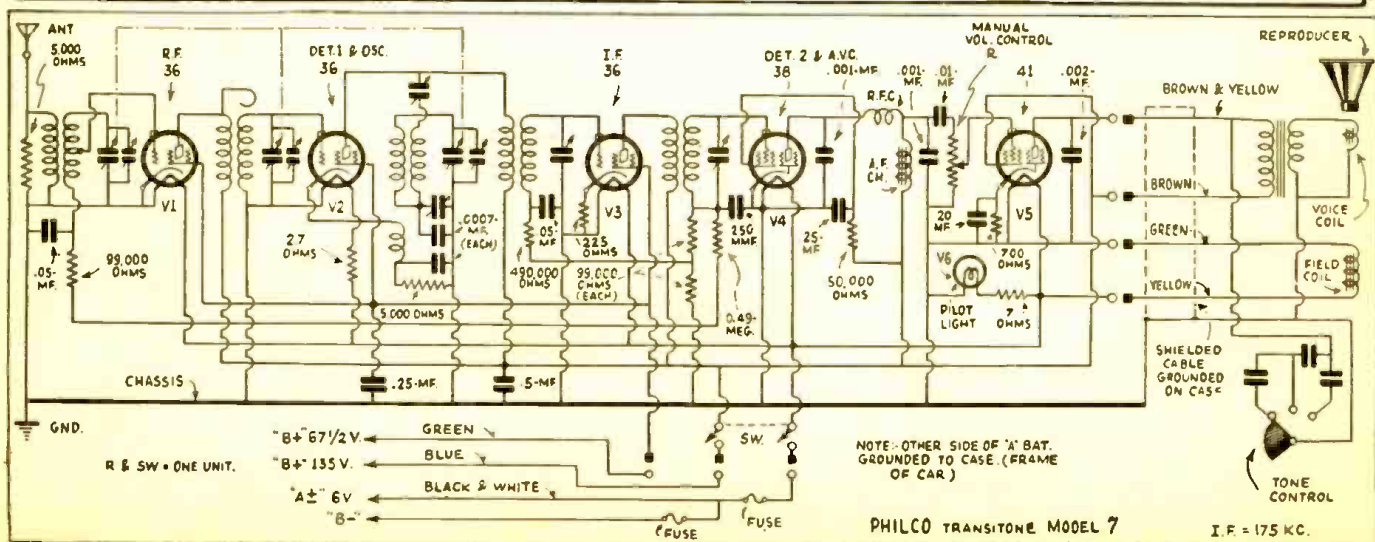 ANT
5,000
OHMS
R.F.
36
DET.1 & OSC.
36
I.F.
36
DET. 2 & A.V.C.
38
.001-MF.
R.F.C.
.001-
MF.
.01-
MF.
MANUAL
VOL. CONTROL
R
41
.002-
MF.
REPRODUCER
BROWN & YELLOW
V1
V2
V3
V4
V5
A.F.
CH.
BROWN
GREEN
YELLOW
VOICE
COIL
FIELD
COIL
.05-
MF.
99,000
OHMS
2.7
OHMS
.0007-
MF.
(EACH)
5,000 OHMS
490,000
OHMS
.05-
MF.
225
OHMS
99,000
OHMS
(EACH)
250
MMF.
0.49-
MEG.
.25-
MF.
50,000
OHMS
20
MF.
700
OHMS
V6
PILOT
LIGHT
7
OHMS
SHIELDED
CABLE
GROUNDED
ON CASE
CHASSIS
.25-MF.
.5-MF.
GND.
R & SW = ONE UNIT.
"B+" 67 1/2 V.
GREEN
"B+" 135 V.
BLUE
"A±" 6V
BLACK & WHITE
"B-"
FUSE
FUSE
SW.
NOTE:- OTHER SIDE OF "A" BAT.
GROUNDED TO CASE. (FRAME
OF CAR)
TONE
CONTROL
PHILCO TRANSITONE MODEL 7
I.F. = 175 KC.